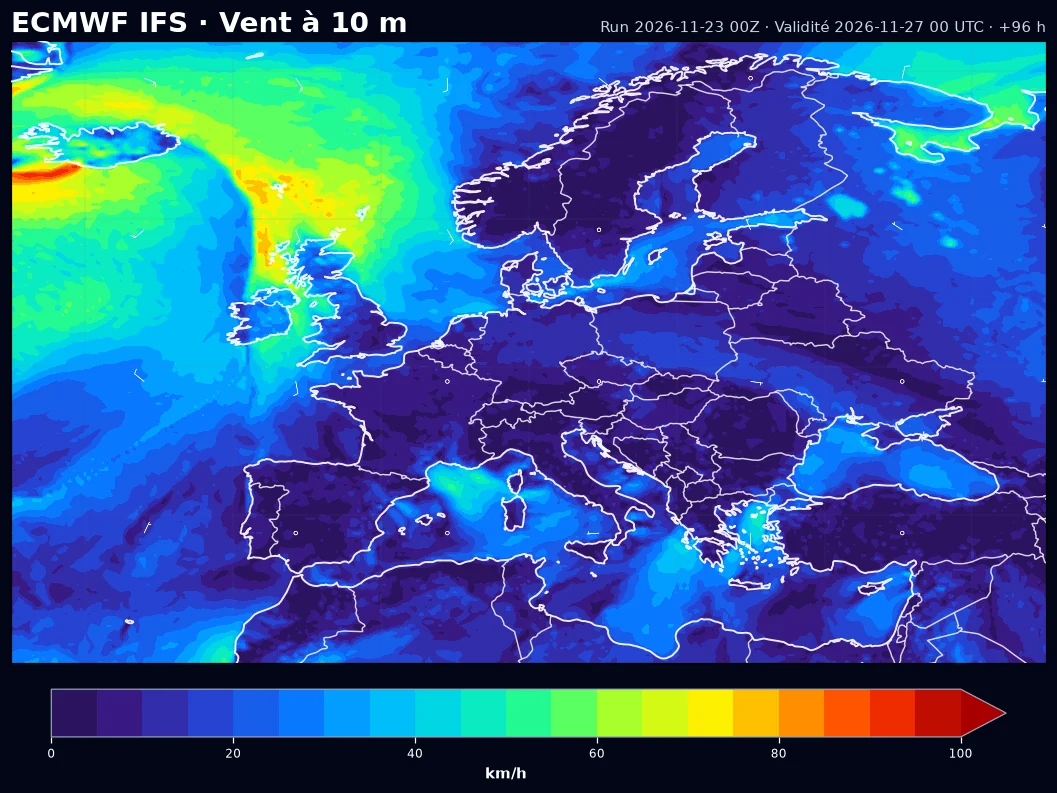 ECMWF IFS · Vent à 10 m
Run 2026-11-23 00Z · Validité 2026-11-27 00 UTC · +96 h
0 20 40 60 80 100
km/h